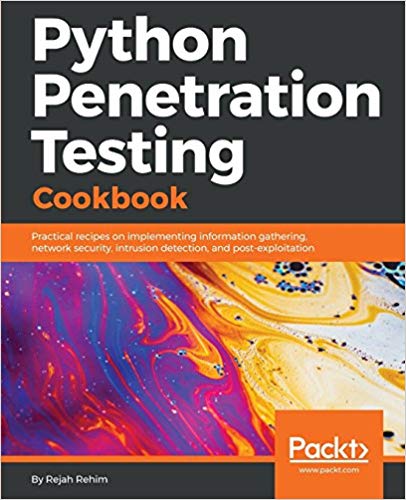 Python
Penetration
Testing
Cookbook
Practical recipes on implementing information gathering,
network security, intrusion detection, and post-exploitation
Packt>
www.packt.com
By Rejah Rehim